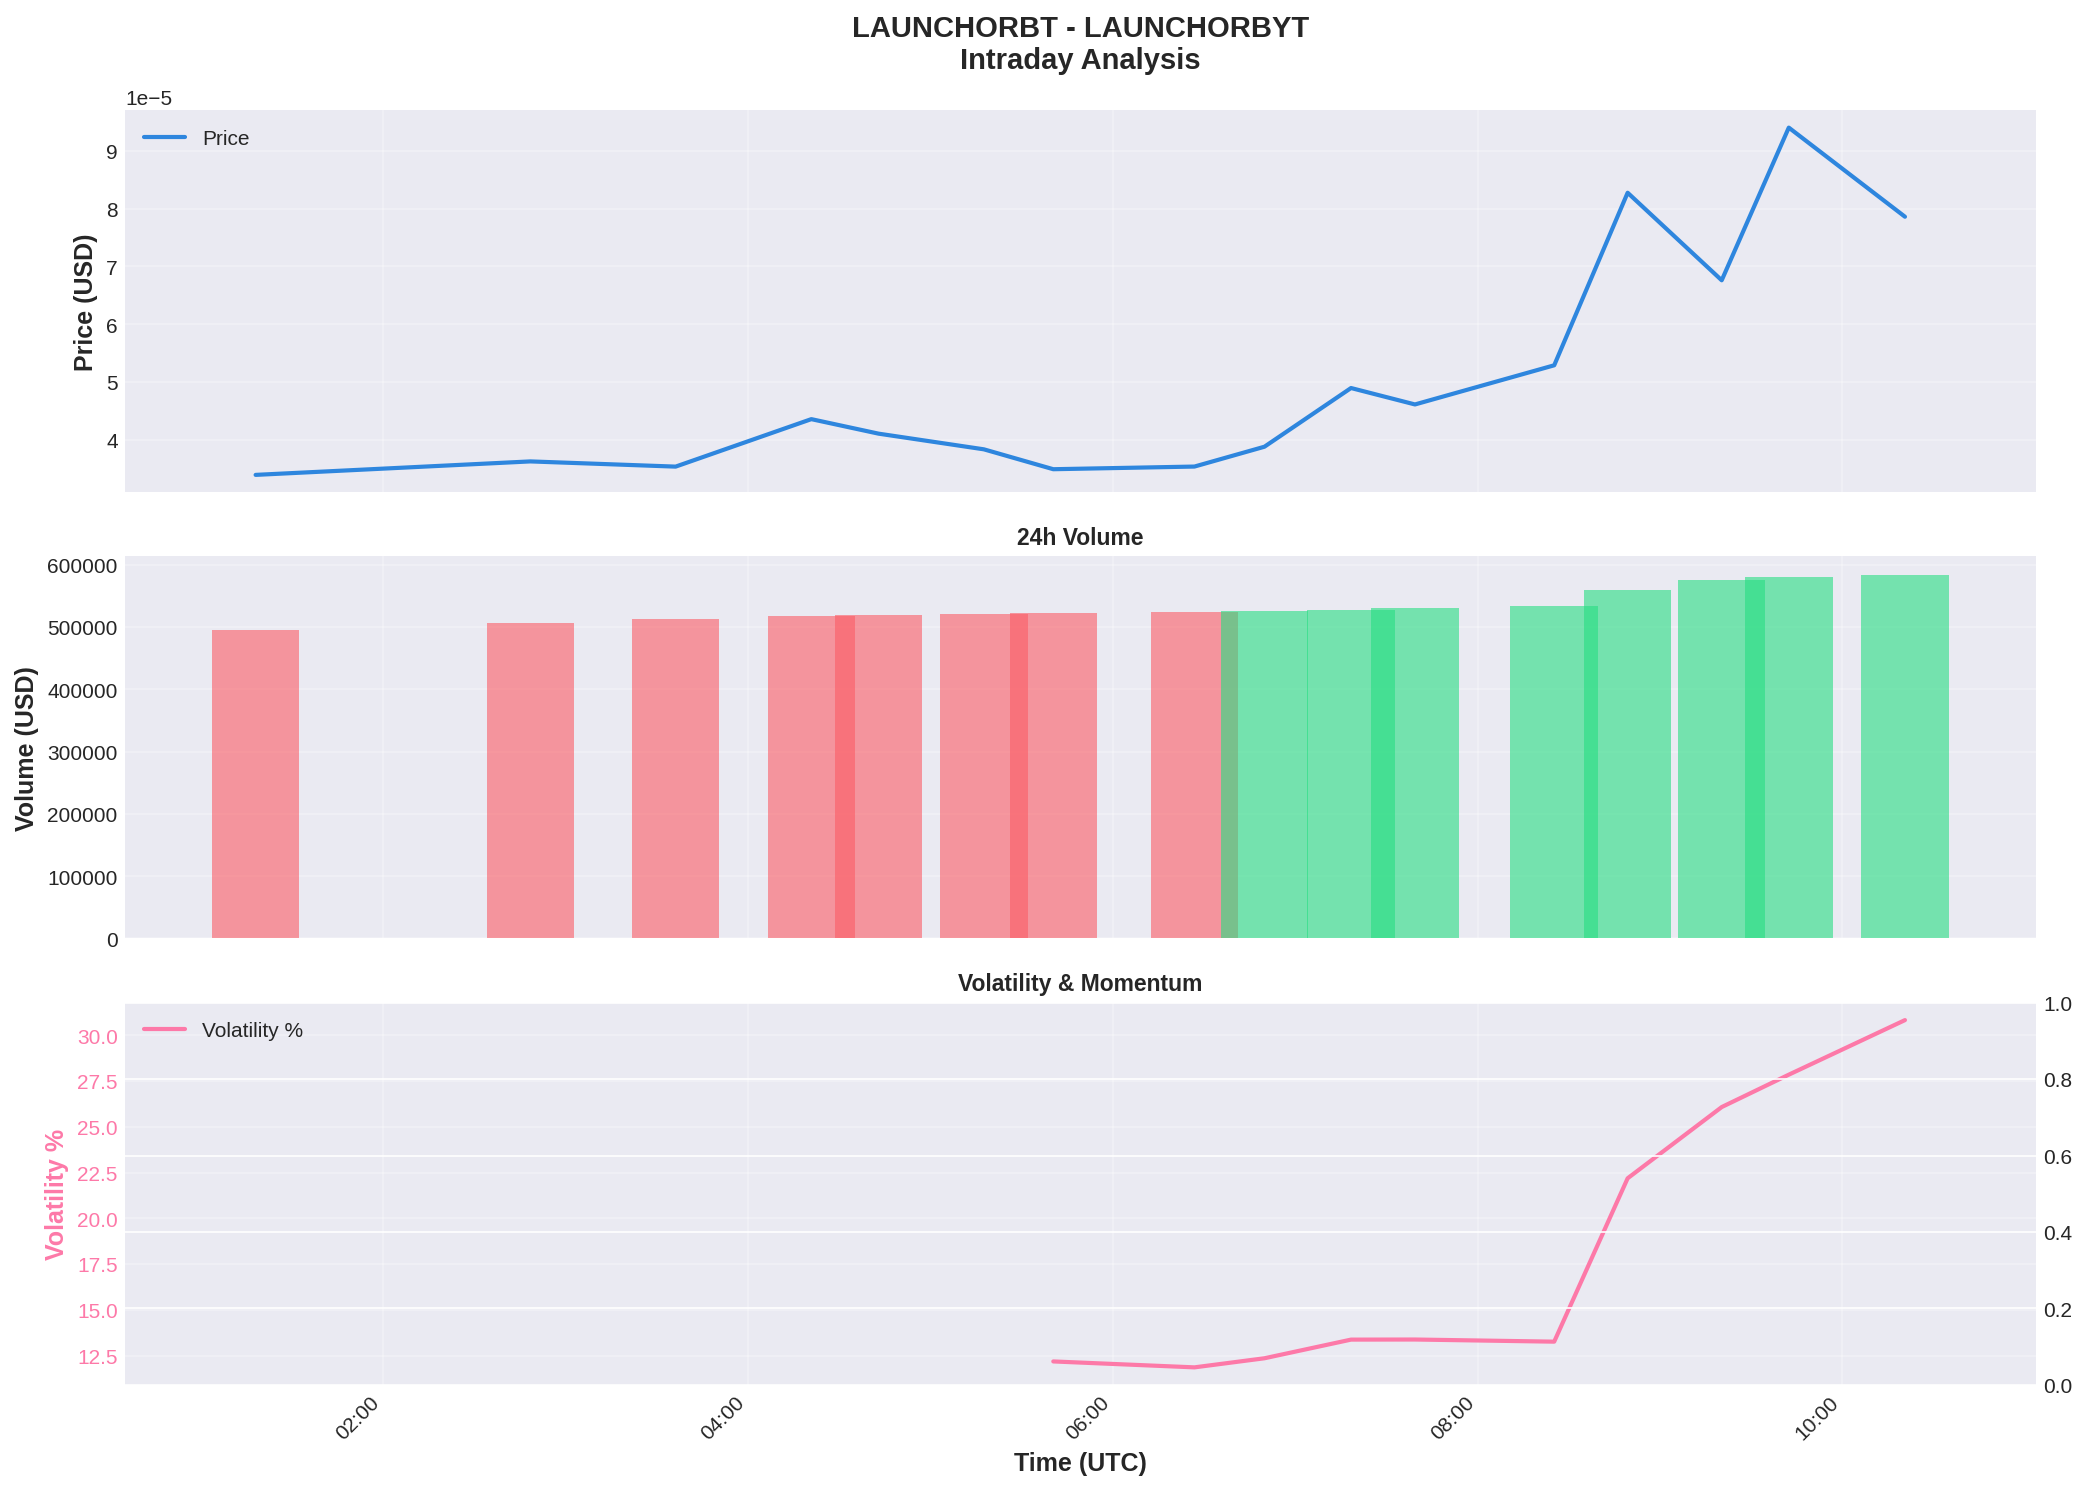 LAUNCHORBT - LAUNCHORBYT
Intraday Analysis
1e−5
Price
9
8
7
6
5
4
Price (USD)
24h Volume
600000
500000
400000
300000
200000
100000
0
Volume (USD)
Volatility & Momentum
Volatility %
30.0
27.5
25.0
22.5
20.0
17.5
15.0
12.5
Volatility %
1.0
0.8
0.6
0.4
0.2
0.0
02:00
04:00
06:00
08:00
10:00
Time (UTC)